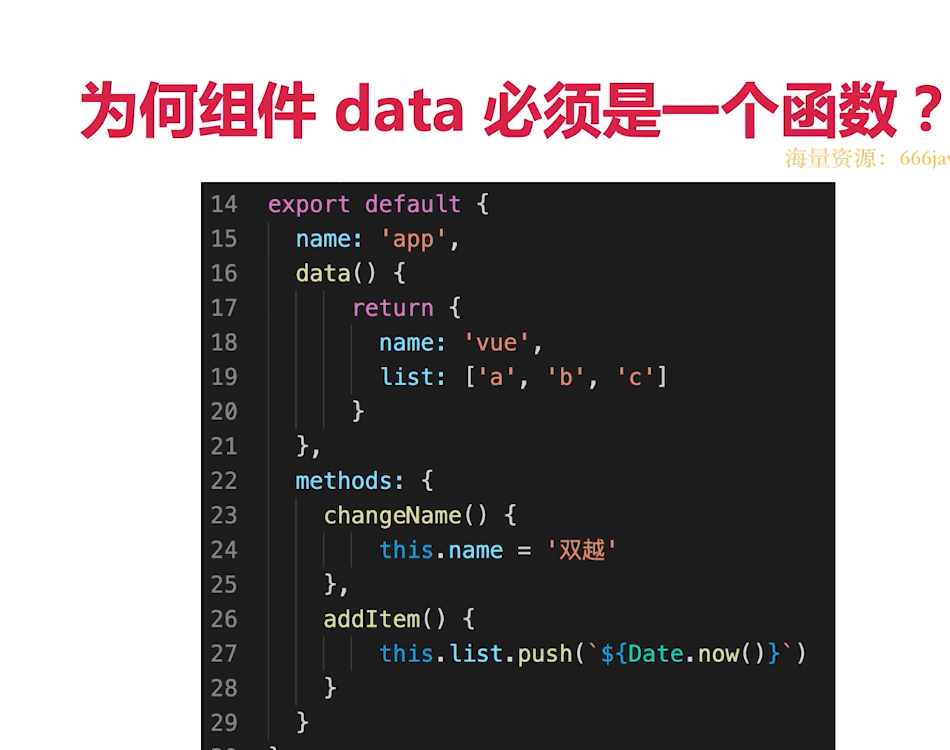 为何组件 data 必须是一个函数？
海量资源：666jav
14 export default {
15 name: 'app',
16 data() {
17 return {
18 name: 'vue',
19 list: ['a', 'b', 'c']
20 }
21 },
22 methods: {
23 changeName() {
24 this.name = '双越'
25 },
26 addItem() {
27 this.list.push(`${Date.now()}`)
28 }
29 }